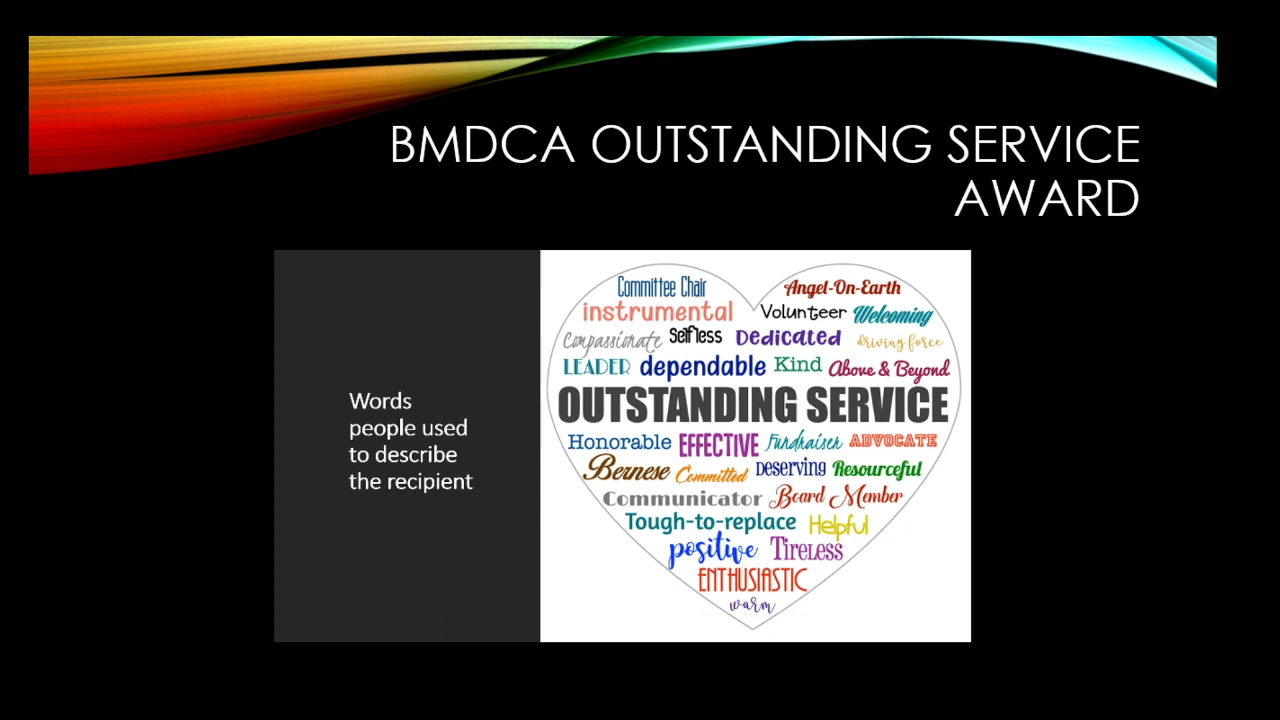 BMDCA OUTSTANDING SERVICE
AWARD
Words
people used
to describe
the recipient
Committee Chair Angel-On-Earth
instrumental Volunteer Welcoming
Compassionate Selfless Dedicated driving force
LEADER dependable Kind Above & Beyond
OUTSTANDING SERVICE
Honorable EFFECTIVE Fundraiser ADVOCATE
Bernese Committed Deserving Resourceful
Communicator Board Member
Tough-to-replace Helpful
positive Tireless
ENTHUSIASTIC
warm